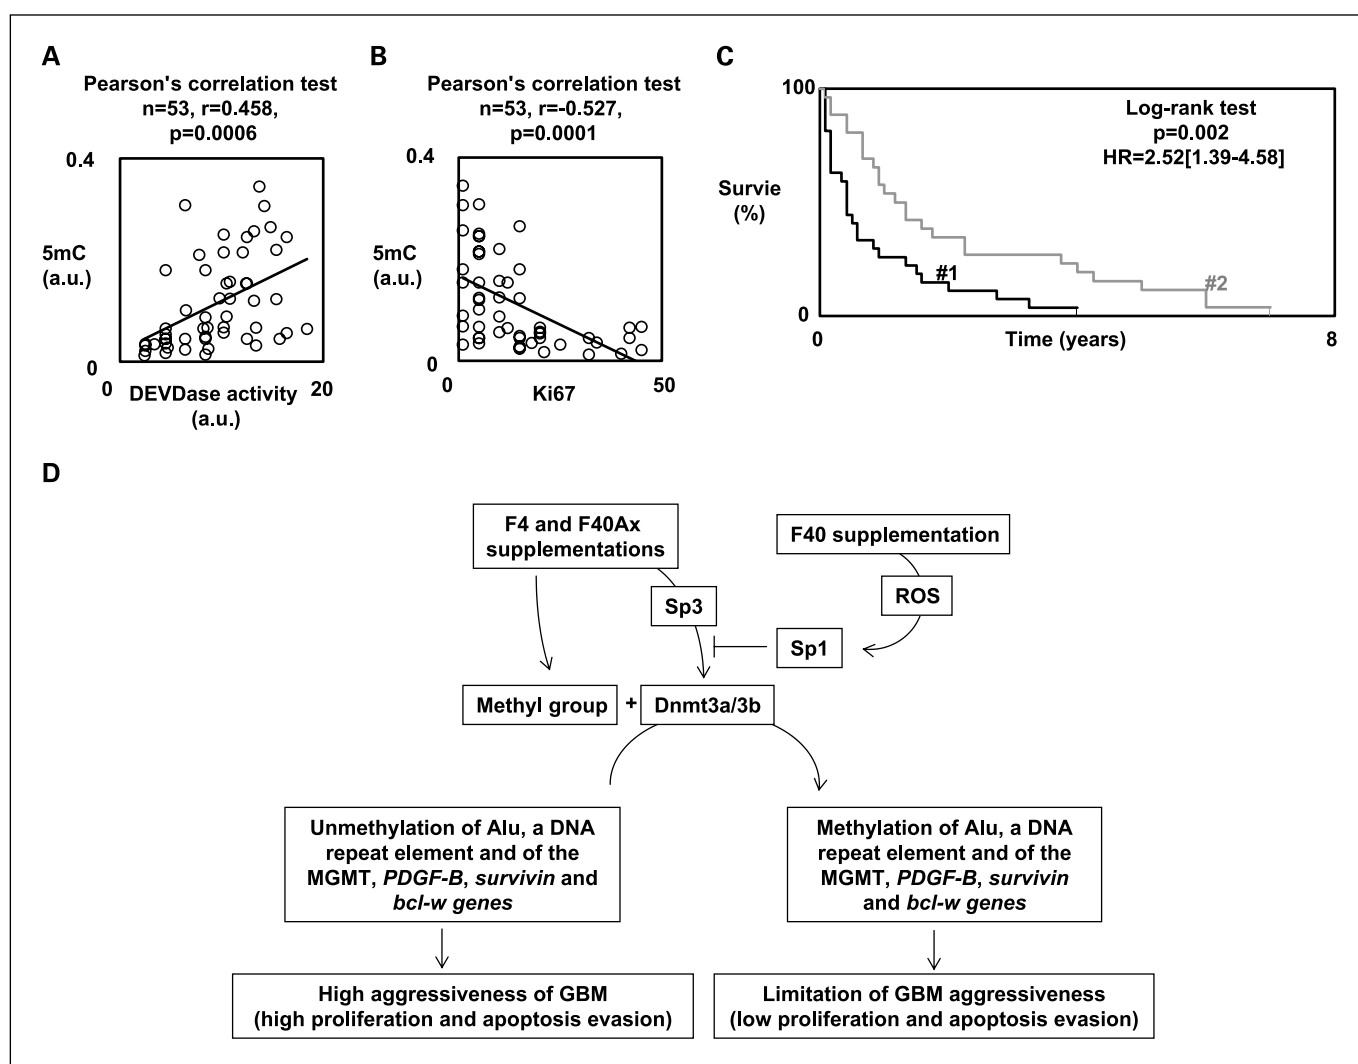 A
Pearson's correlation test
n=53, r=0.458,
p=0.0006
0.4
5mC
(a.u.)
0
0
DEVDase activity
20
(a.u.)
B
Pearson's correlation test
n=53, r=-0.527,
p=0.0001
0.4
5mC
(a.u.)
0
0
Ki67
50
C
100
Log-rank test
p=0.002
HR=2.52[1.39-4.58]
Survie
(%)
#1
#2
0
0
Time (years)
8
D
F4 and F40Ax
supplementations
F40 supplementation
Sp3
ROS
Sp1
Methyl group
+
Dnmt3a/3b
Unmethylation of Alu, a DNA
repeat element and of the
MGMT, PDGF-B, survivin and
bcl-w genes
Methylation of Alu, a DNA
repeat element and of the
MGMT, PDGF-B, survivin
and bcl-w genes
High aggressiveness of GBM
(high proliferation and apoptosis evasion)
Limitation of GBM aggressiveness
(low proliferation and apoptosis evasion)